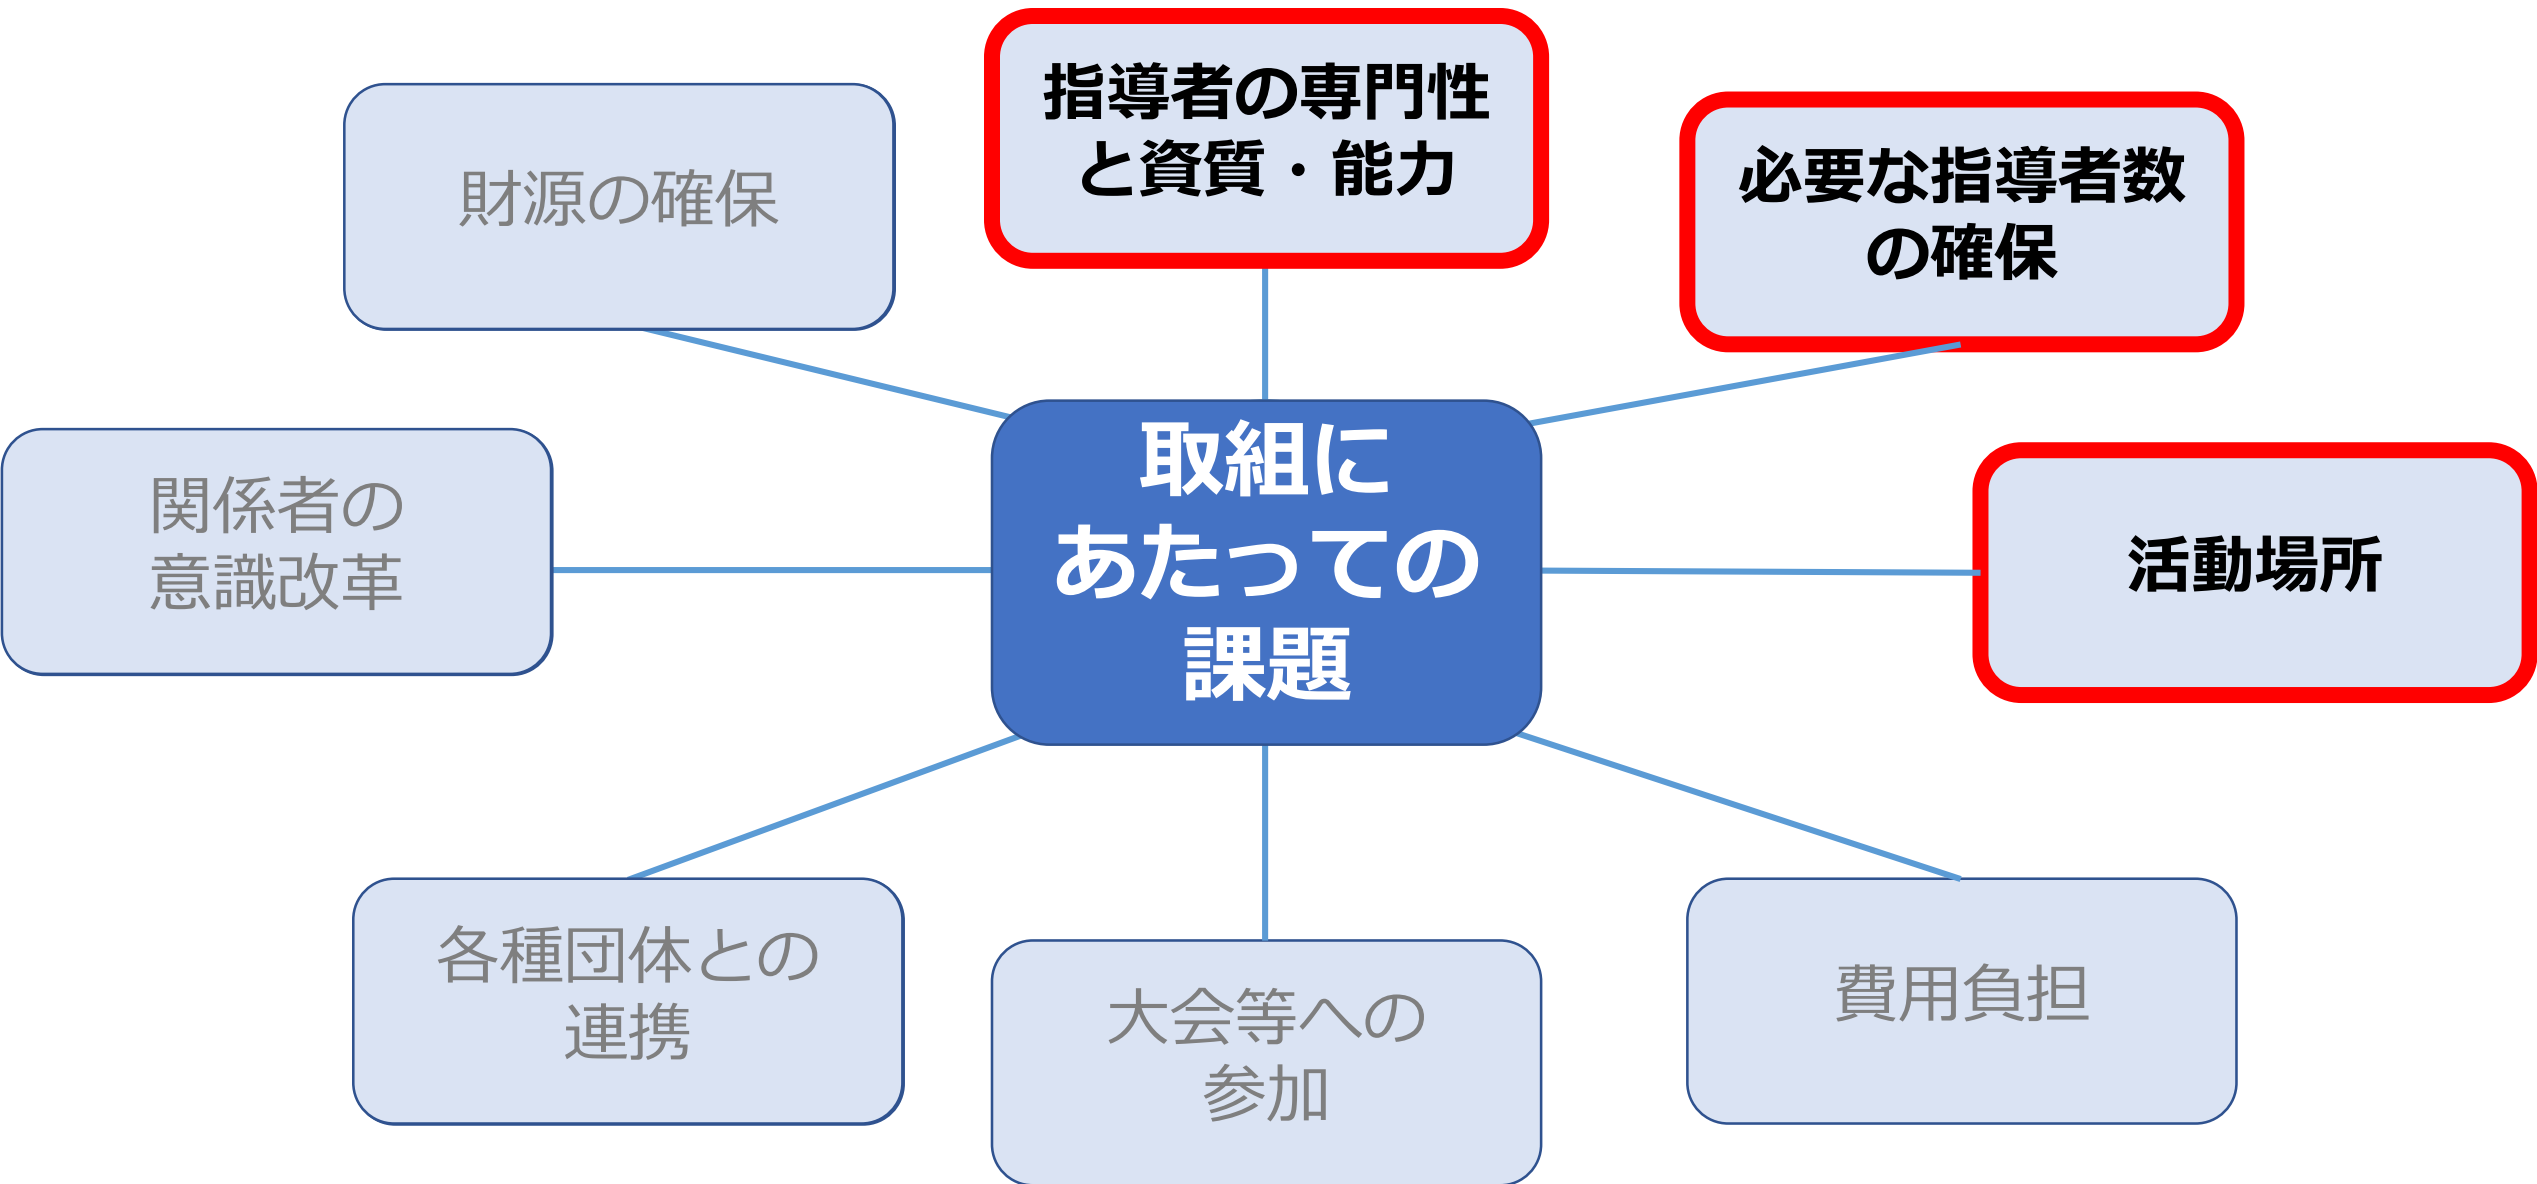 指導者の専門性
と資質・能力
財源の確保
必要な指導者数
の確保
取組に
あたっての
課題
関係者の
意識改革
活動場所
各種団体との
連携
大会等への
参加
費用負担